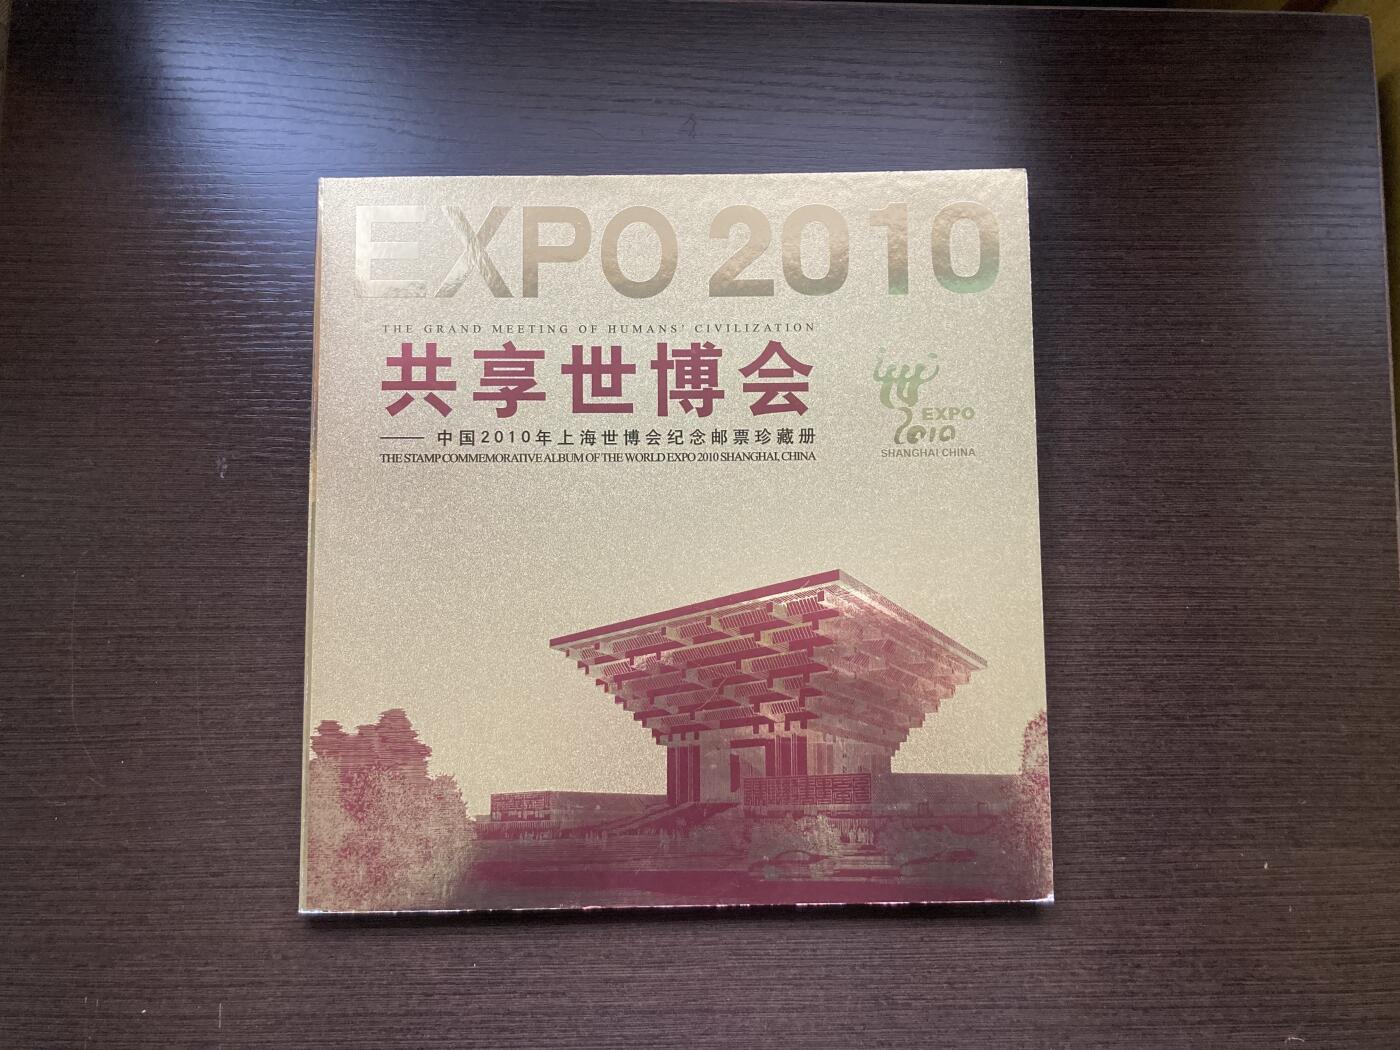 EXPO 2010
THE GRAND MEETING OF HUMANS' CIVILIZATION
共享世博会
—— 中国2010年上海世博会纪念邮票珍藏册
THE STAMP COMMEMORATIVE ALBUM OF THE WORLD EXPO 2010 SHANGHAI, CHINA
EXPO
2010
SHANGHAI CHINA